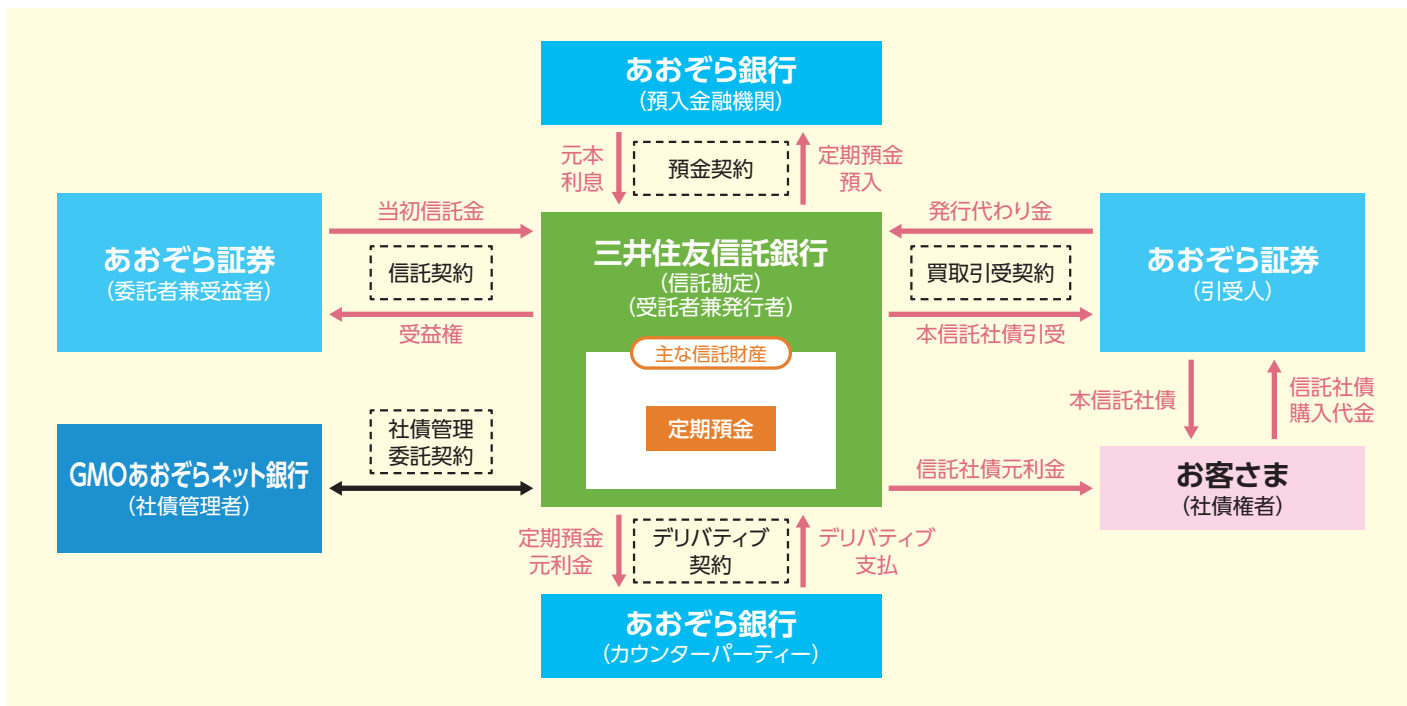 あおぞら銀行
(預入金融機関)
元本
利息
預金契約
定期預金
預入
あおぞら証券
(委託者兼受益者)
当初信託金
信託契約
受益権
三井住友信託銀行
(信託勘定)
(受託者兼発行者)
主な信託財産
定期預金
発行代わり金
買取引受契約
本信託社債引受
あおぞら証券
(引受人)
本信託社債
信託社債
購入代金
GMOあおぞらネット銀行
(社債管理者)
社債管理
委託契約
信託社債元利金
お客さま
(社債権者)
定期預金
元利金
デリバティブ
契約
デリバティブ
支払
あおぞら銀行
(カウンターパーティー)